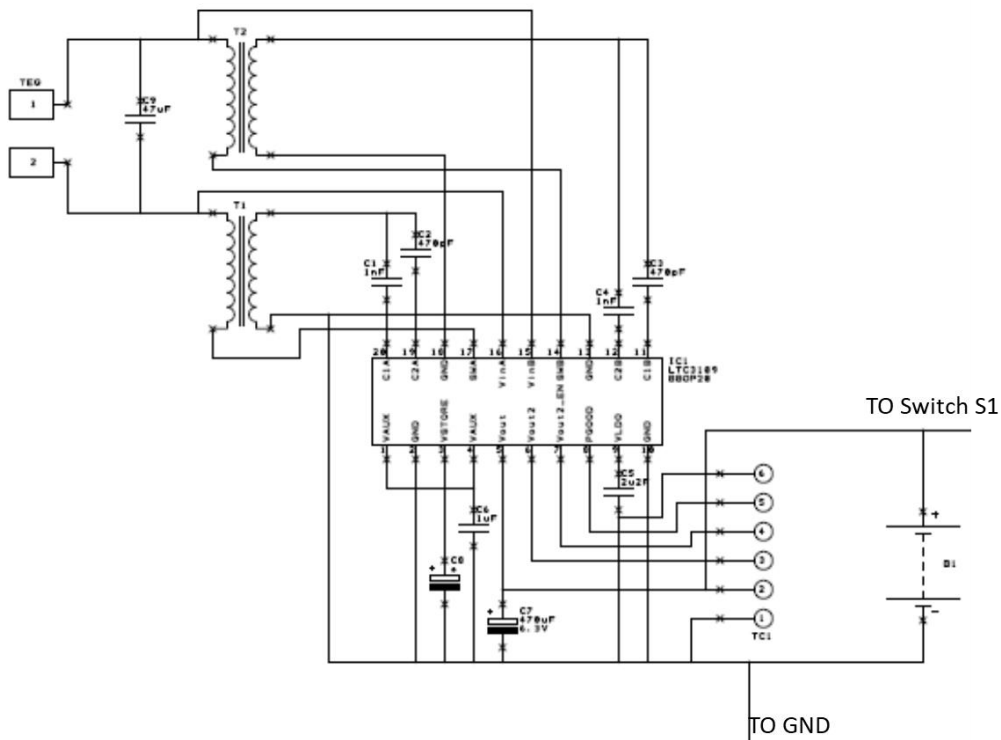 T2
TEG
1
C9
47uF
2
T1
C2
470pF
C1
1nF
C3
470pF
C4
1nF
20 19 18 17 16 15 14 13 12 11
C1A C2A GND SWA VinA VinB SWB GND C2B C1B
IC1
LTC3109
SSOP20
VAUX GND VSTORE VAUX Vout Vout2 Vout2_EN PGOOD VLDO GND
1 2 3 4 5 6 7 8 9 10
TO Switch S1
C5
2u2F
6
5
C6
1uF
4
+
C8
+
+
3
B1
2
+
C7
470uF
6.3V
1
-
TC1
TO GND